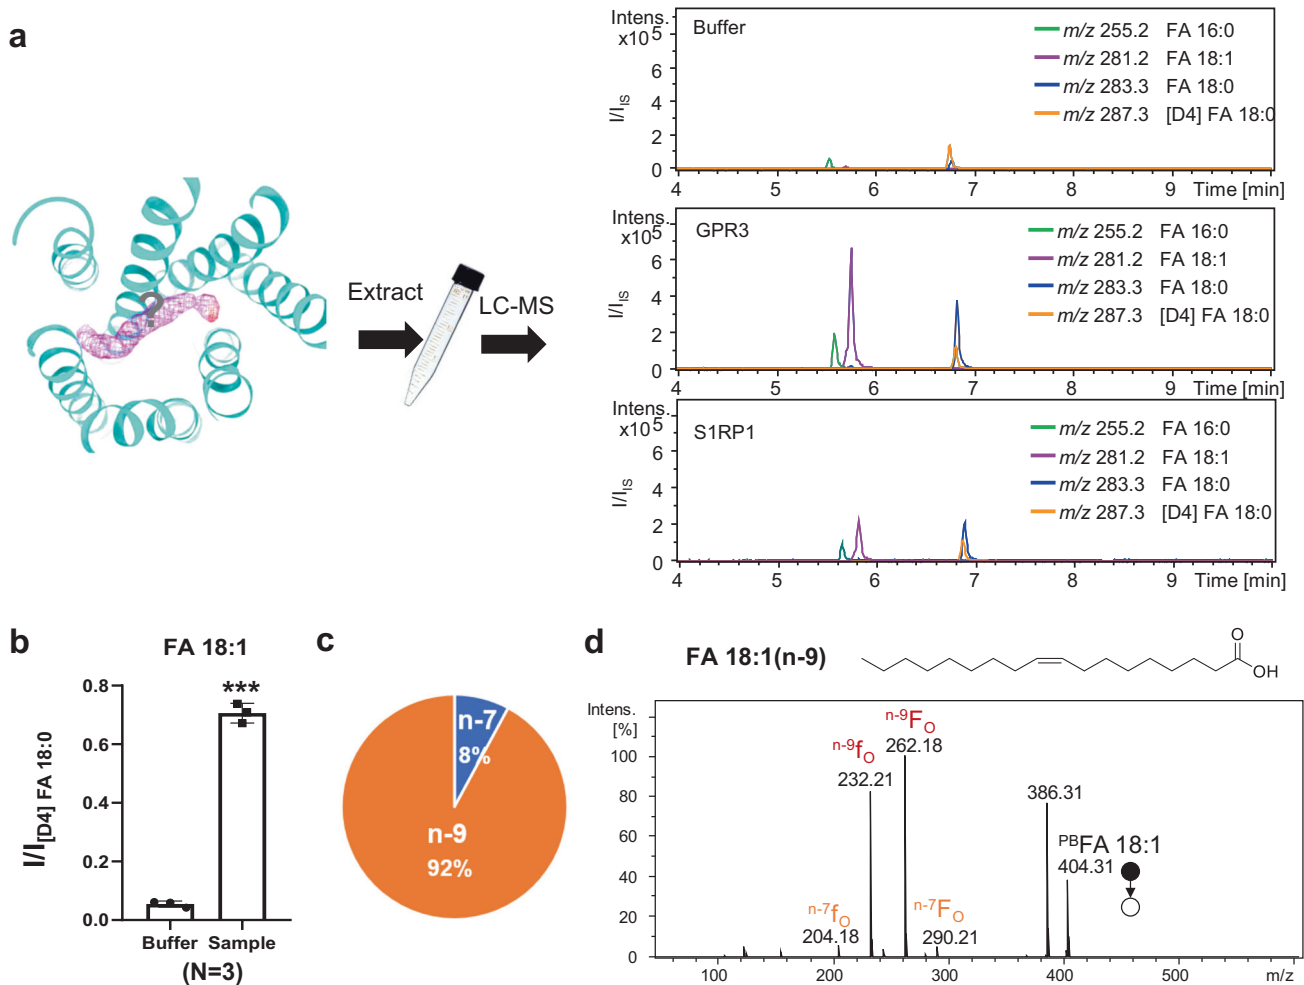 a
?
Extract
LC-MS
Intens.
x10⁵
Buffer
m/z 255.2 FA 16:0
m/z 281.2 FA 18:1
m/z 283.3 FA 18:0
m/z 287.3 [D4] FA 18:0
I/I_IS
6
4
2
0
4 5 6 7 8 9 Time [min]
Intens.
x10⁵
GPR3
m/z 255.2 FA 16:0
m/z 281.2 FA 18:1
m/z 283.3 FA 18:0
m/z 287.3 [D4] FA 18:0
I/I_IS
6
4
2
0
4 5 6 7 8 9 Time [min]
Intens.
x10⁵
S1RP1
m/z 255.2 FA 16:0
m/z 281.2 FA 18:1
m/z 283.3 FA 18:0
m/z 287.3 [D4] FA 18:0
I/I_IS
6
4
2
0
4 5 6 7 8 9 Time [min]
b
FA 18:1
I/I[D4] FA 18:0
0.8
0.6
0.4
0.2
0.0
***
Buffer Sample
(N=3)
c
n-7
8%
n-9
92%
d
FA 18:1(n-9)
O
OH
Intens.
[%]
100
80
60
40
20
0
n-9fO
232.21
n-9FO
262.18
386.31
PBFA 18:1
404.31
n-7fO
204.18
n-7FO
290.21
100 200 300 400 500 m/z